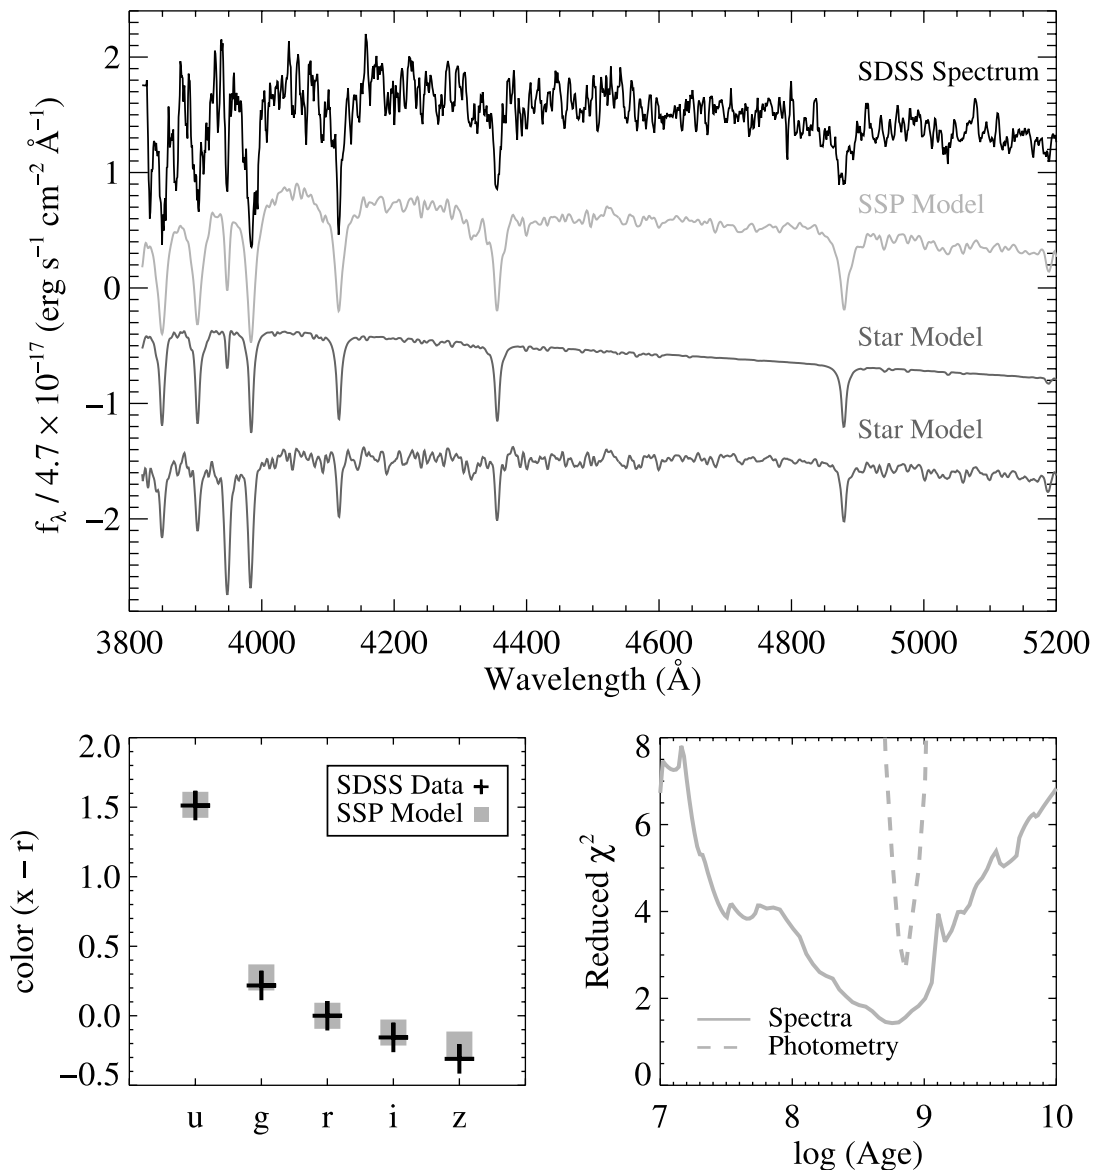 2
1
0
−1
−2
f_λ / 4.7 × 10^−17 (erg s^−1 cm^−2 Å^−1)
SDSS Spectrum
SSP Model
Star Model
Star Model
3800 4000 4200 4400 4600 4800 5000 5200
Wavelength (Å)
2.0
1.5
1.0
0.5
0.0
−0.5
color (x − r)
SDSS Data
SSP Model
u g r i z
8
6
4
2
0
Reduced χ^2
Spectra
Photometry
7 8 9 10
log (Age)